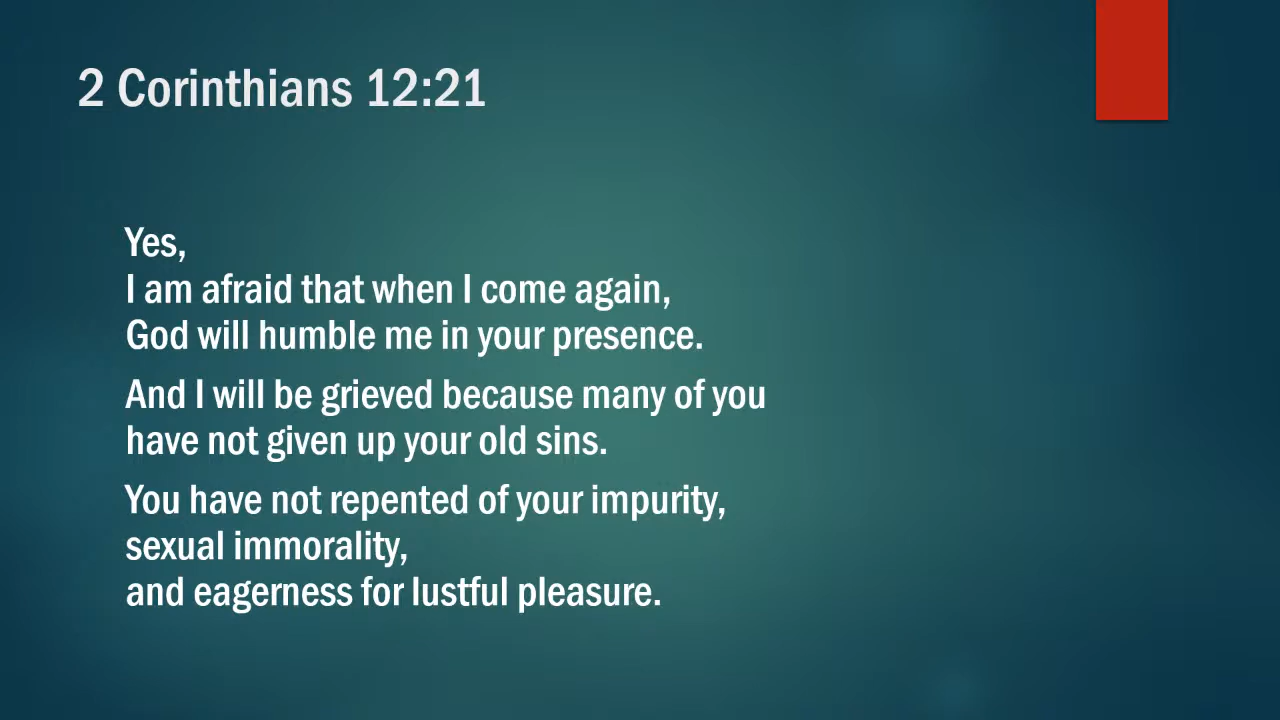 2 Corinthians 12:21
Yes,
I am afraid that when I come again,
God will humble me in your presence.
And I will be grieved because many of you
have not given up your old sins.
You have not repented of your impurity,
sexual immorality,
and eagerness for lustful pleasure.